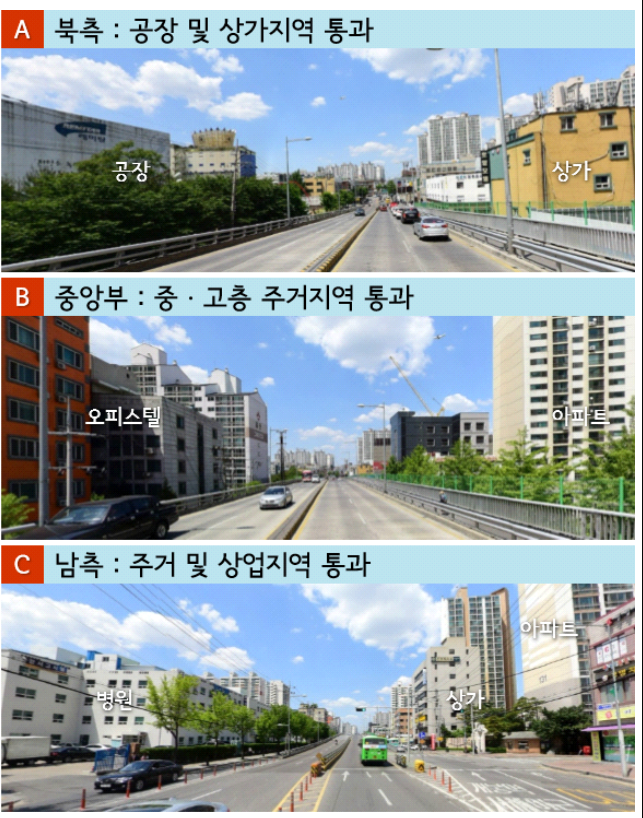 A 북측 : 공장 및 상가지역 통과
공장
상가
B 중앙부 : 중 · 고층 주거지역 통과
오피스텔
아파트
C 남측 : 주거 및 상업지역 통과
아파트
병원
상가